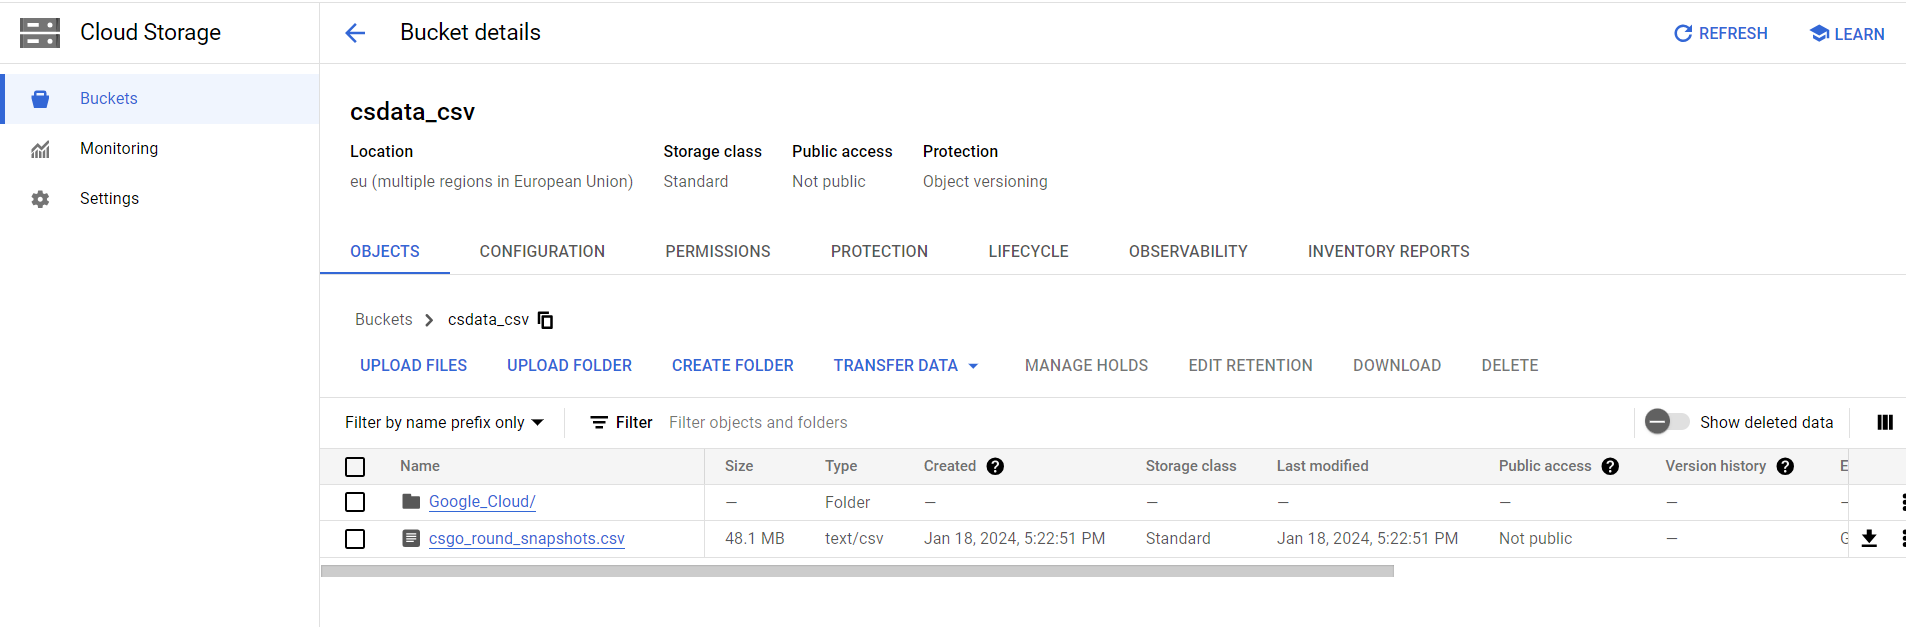 Cloud Storage
Bucket details
REFRESH
LEARN
Buckets
Monitoring
Settings
csdata_csv
Location Storage class Public access Protection
eu (multiple regions in European Union) Standard Not public Object versioning
OBJECTS CONFIGURATION PERMISSIONS PROTECTION LIFECYCLE OBSERVABILITY INVENTORY REPORTS
Buckets > csdata_csv
UPLOAD FILES UPLOAD FOLDER CREATE FOLDER TRANSFER DATA MANAGE HOLDS EDIT RETENTION DOWNLOAD DELETE
Filter by name prefix only Filter Filter objects and folders Show deleted data
Name Size Type Created Storage class Last modified Public access Version history E
Google_Cloud/ — Folder — — — — — —
csgo_round_snapshots.csv 48.1 MB text/csv Jan 18, 2024, 5:22:51 PM Standard Jan 18, 2024, 5:22:51 PM Not public —